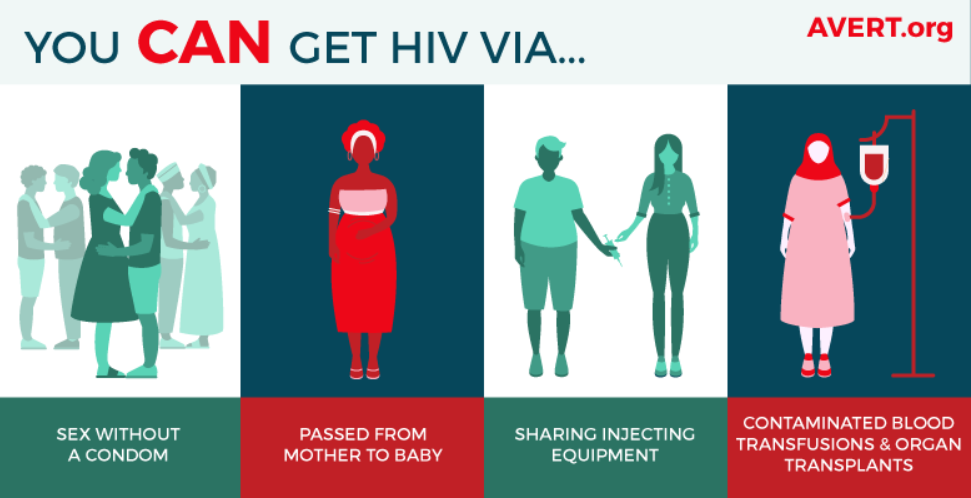 YOU CAN GET HIV VIA...
AVERT.org
SEX WITHOUT
A CONDOM
PASSED FROM
MOTHER TO BABY
SHARING INJECTING
EQUIPMENT
CONTAMINATED BLOOD
TRANSFUSIONS & ORGAN
TRANSPLANTS